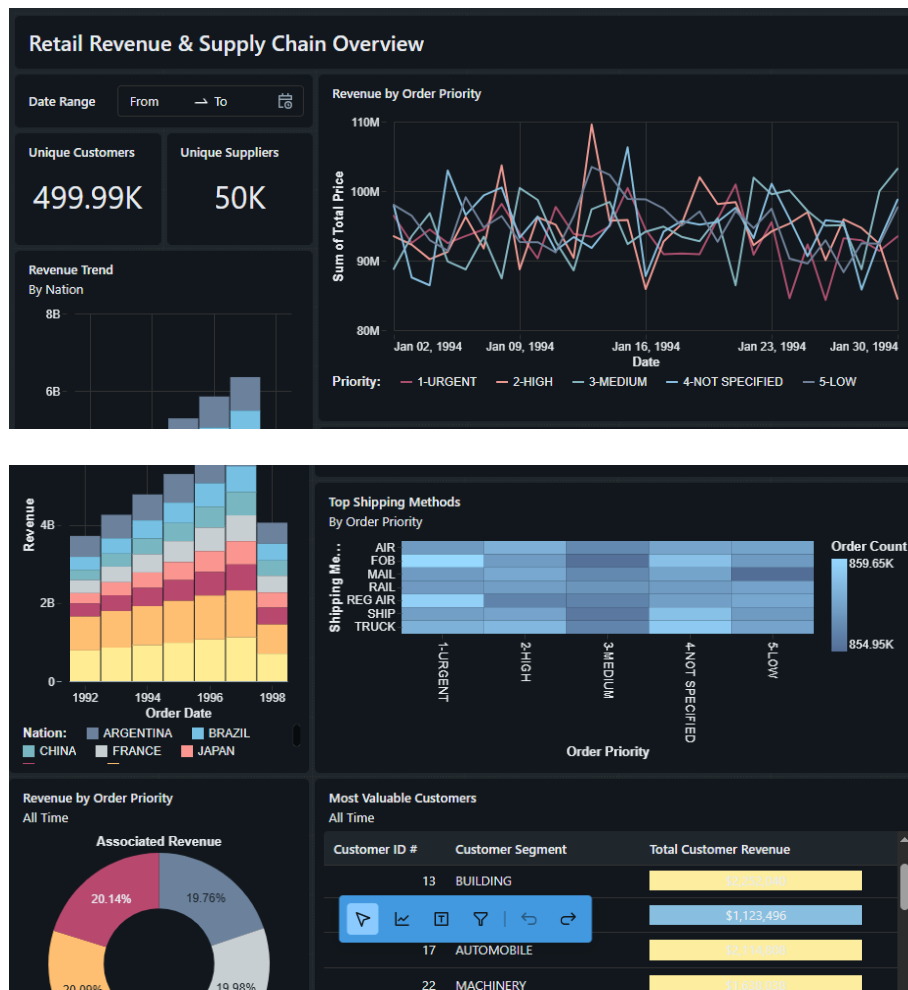 Retail Revenue & Supply Chain Overview
Date Range
From
To
Unique Customers
499.99K
Unique Suppliers
50K
Revenue Trend
By Nation
8B
6B
Revenue by Order Priority
110M
100M
90M
80M
Sum of Total Price
Jan 02, 1994
Jan 09, 1994
Jan 16, 1994
Jan 23, 1994
Jan 30, 1994
Date
Priority:
1-URGENT
2-HIGH
3-MEDIUM
4-NOT SPECIFIED
5-LOW
Revenue
4B
2B
0
1992
1994
1996
1998
Order Date
Nation:
ARGENTINA
BRAZIL
CHINA
FRANCE
JAPAN
Top Shipping Methods
By Order Priority
Shipping Me...
AIR
FOB
MAIL
RAIL
REG AIR
SHIP
TRUCK
1-URGENT
2-HIGH
3-MEDIUM
4-NOT SPECIFIED
5-LOW
Order Priority
Order Count
859.65K
854.95K
Revenue by Order Priority
All Time
Associated Revenue
20.14%
19.76%
20.09%
19.98%
Most Valuable Customers
All Time
Customer ID #
Customer Segment
Total Customer Revenue
13
BUILDING
$1,123,496
17
AUTOMOBILE
22
MACHINERY